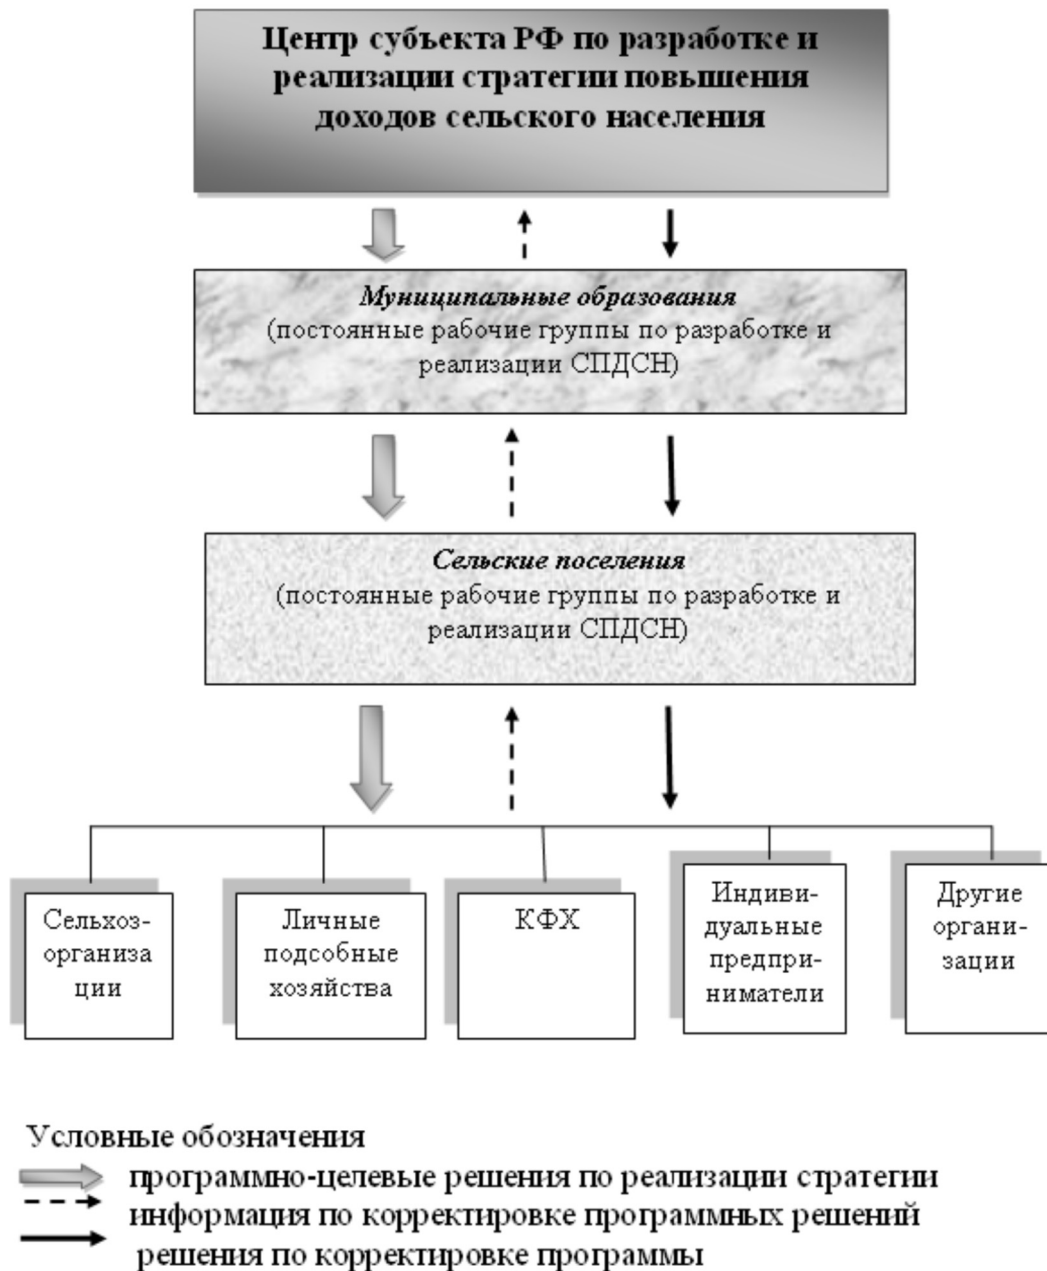 Центр субъекта РФ по разработке и
реализации стратегии повышения
доходов сельского населения
Муниципальные образования
(постоянные рабочие группы по разработке и
реализации СПДСН)
Сельские поселения
(постоянные рабочие группы по разработке и
реализации СПДСН)
Сельхоз-
организа
ции
Личные
подсобные
хозяйства
КФХ
Индиви-
дуальные
предпри-
ниматели
Другие
органи-
зации
Условные обозначения
программно-целевые решения по реализации стратегии
информация по корректировке программных решений
решения по корректировке программы